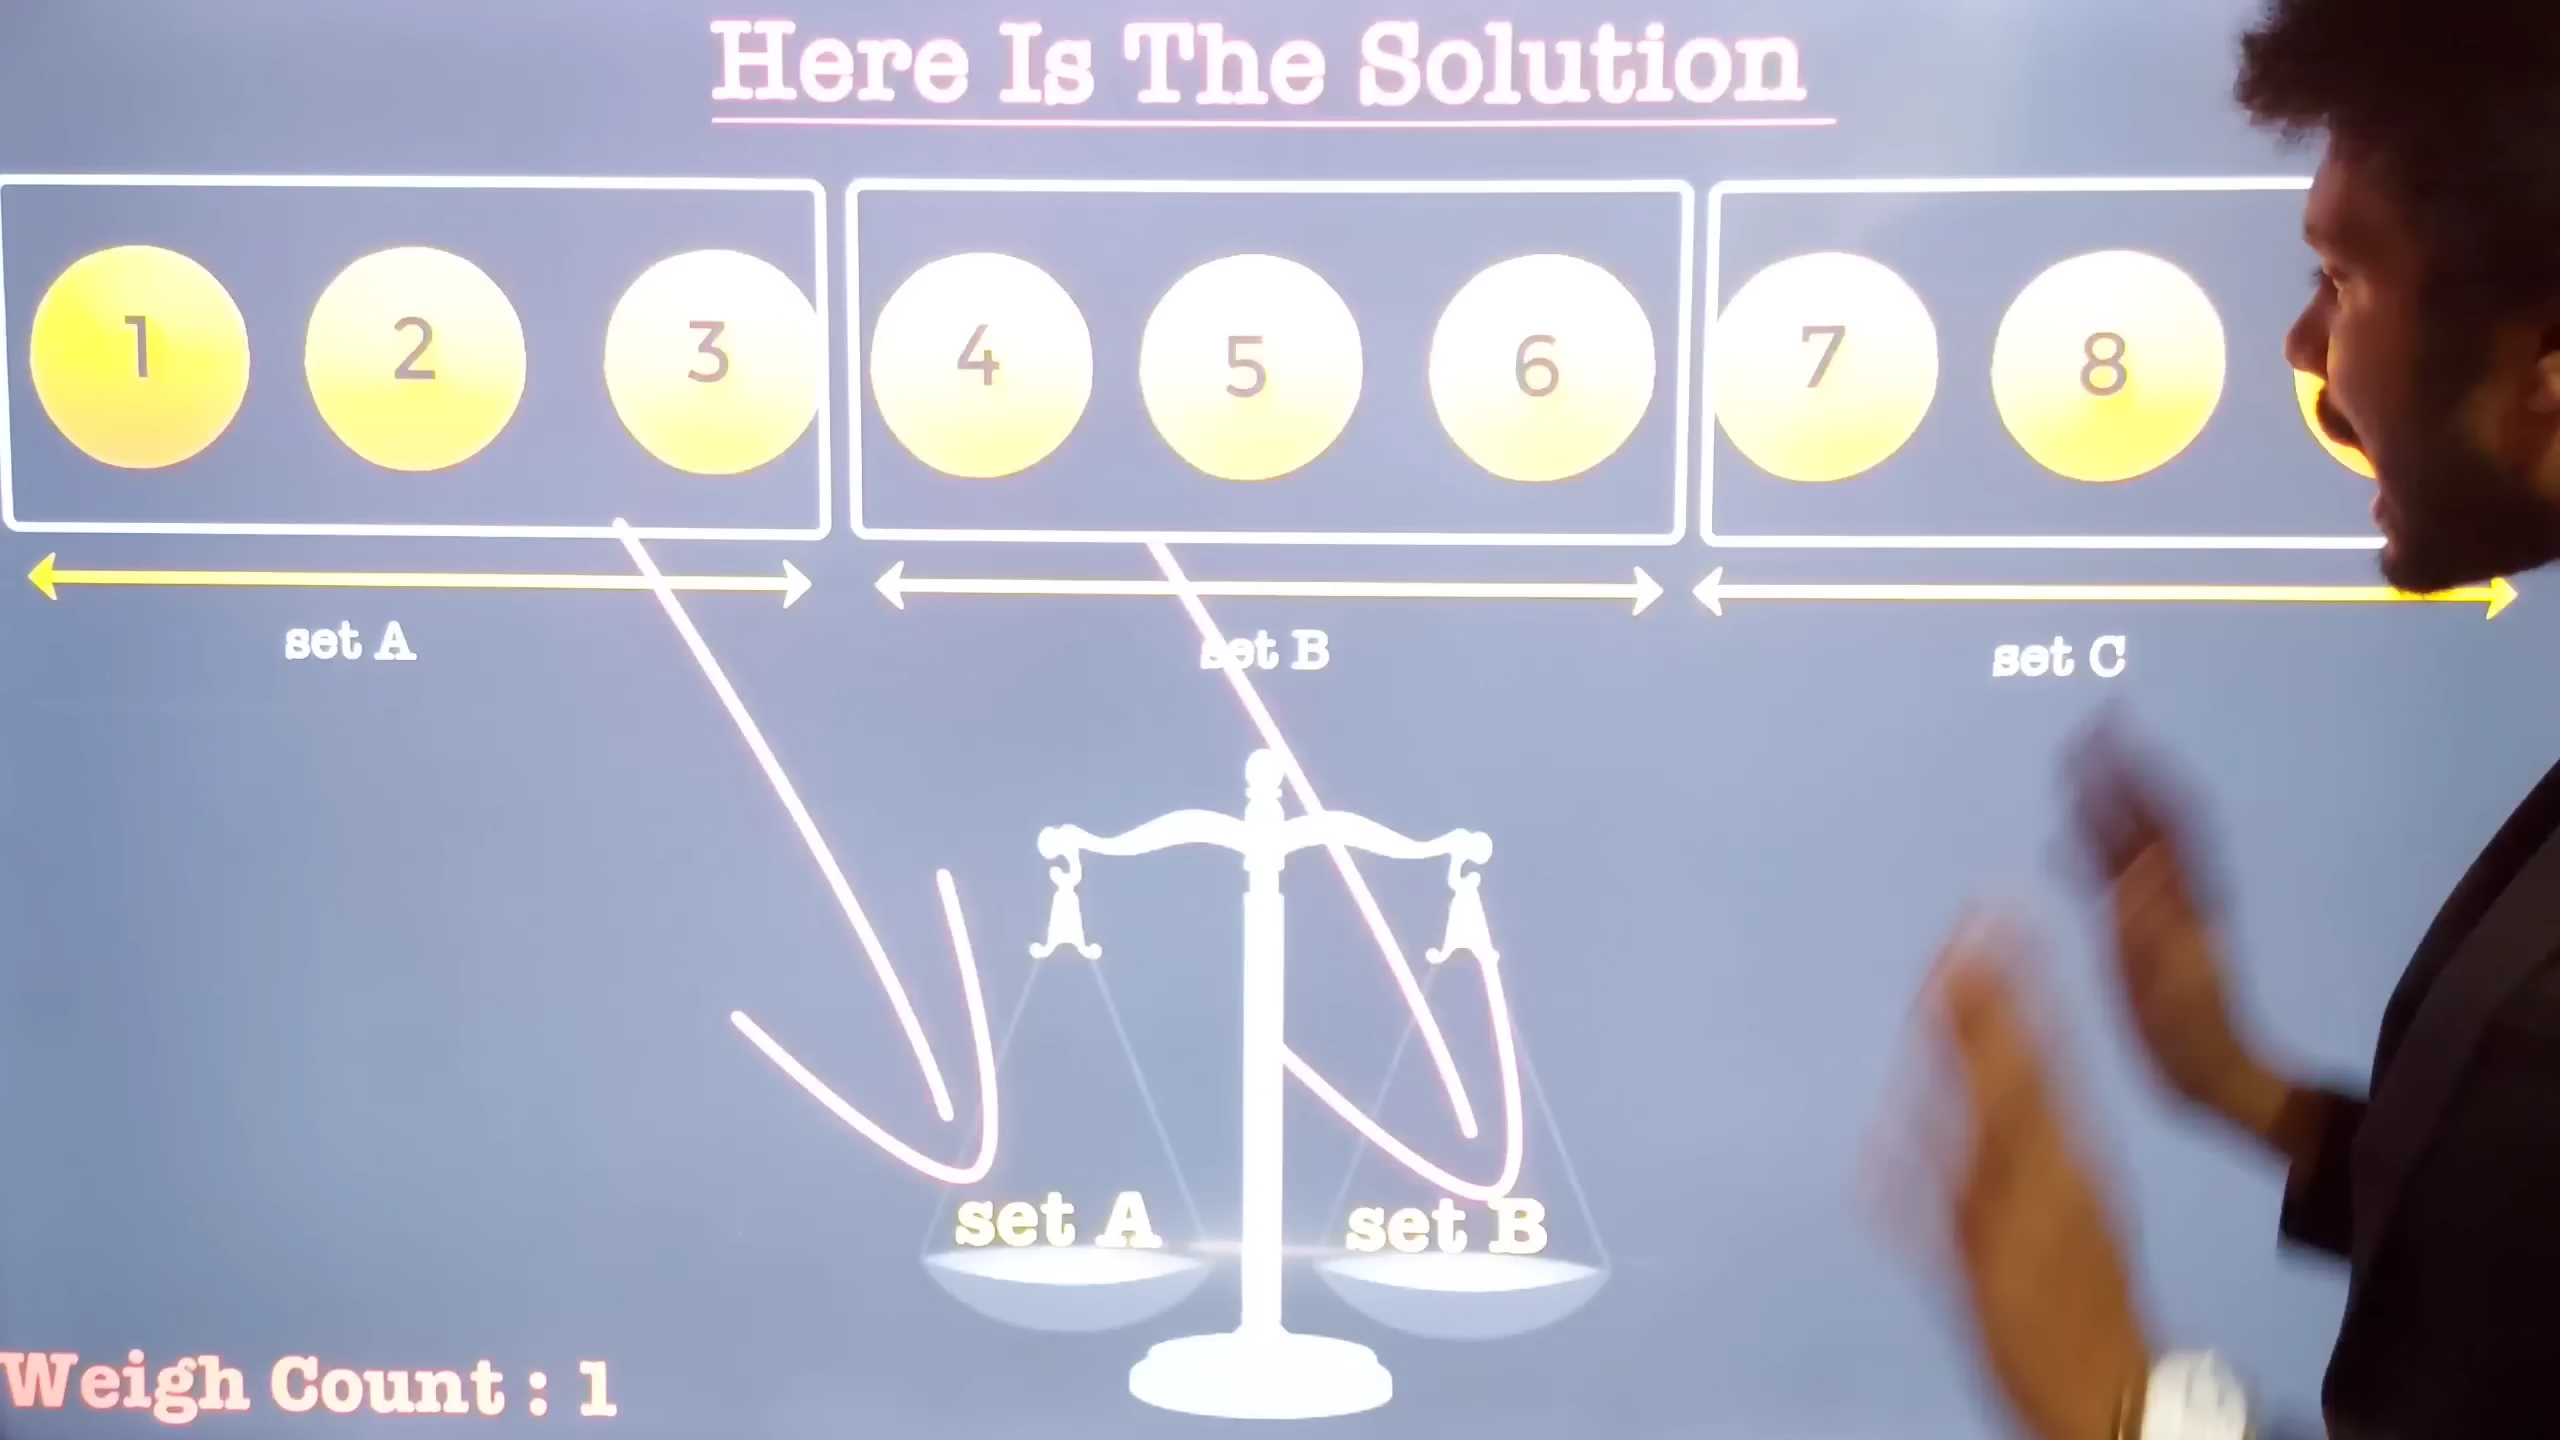 Here Is The Solution
1 2 3 4 5 6 7 8
set A set B set C
set A set B
Weigh Count : 1